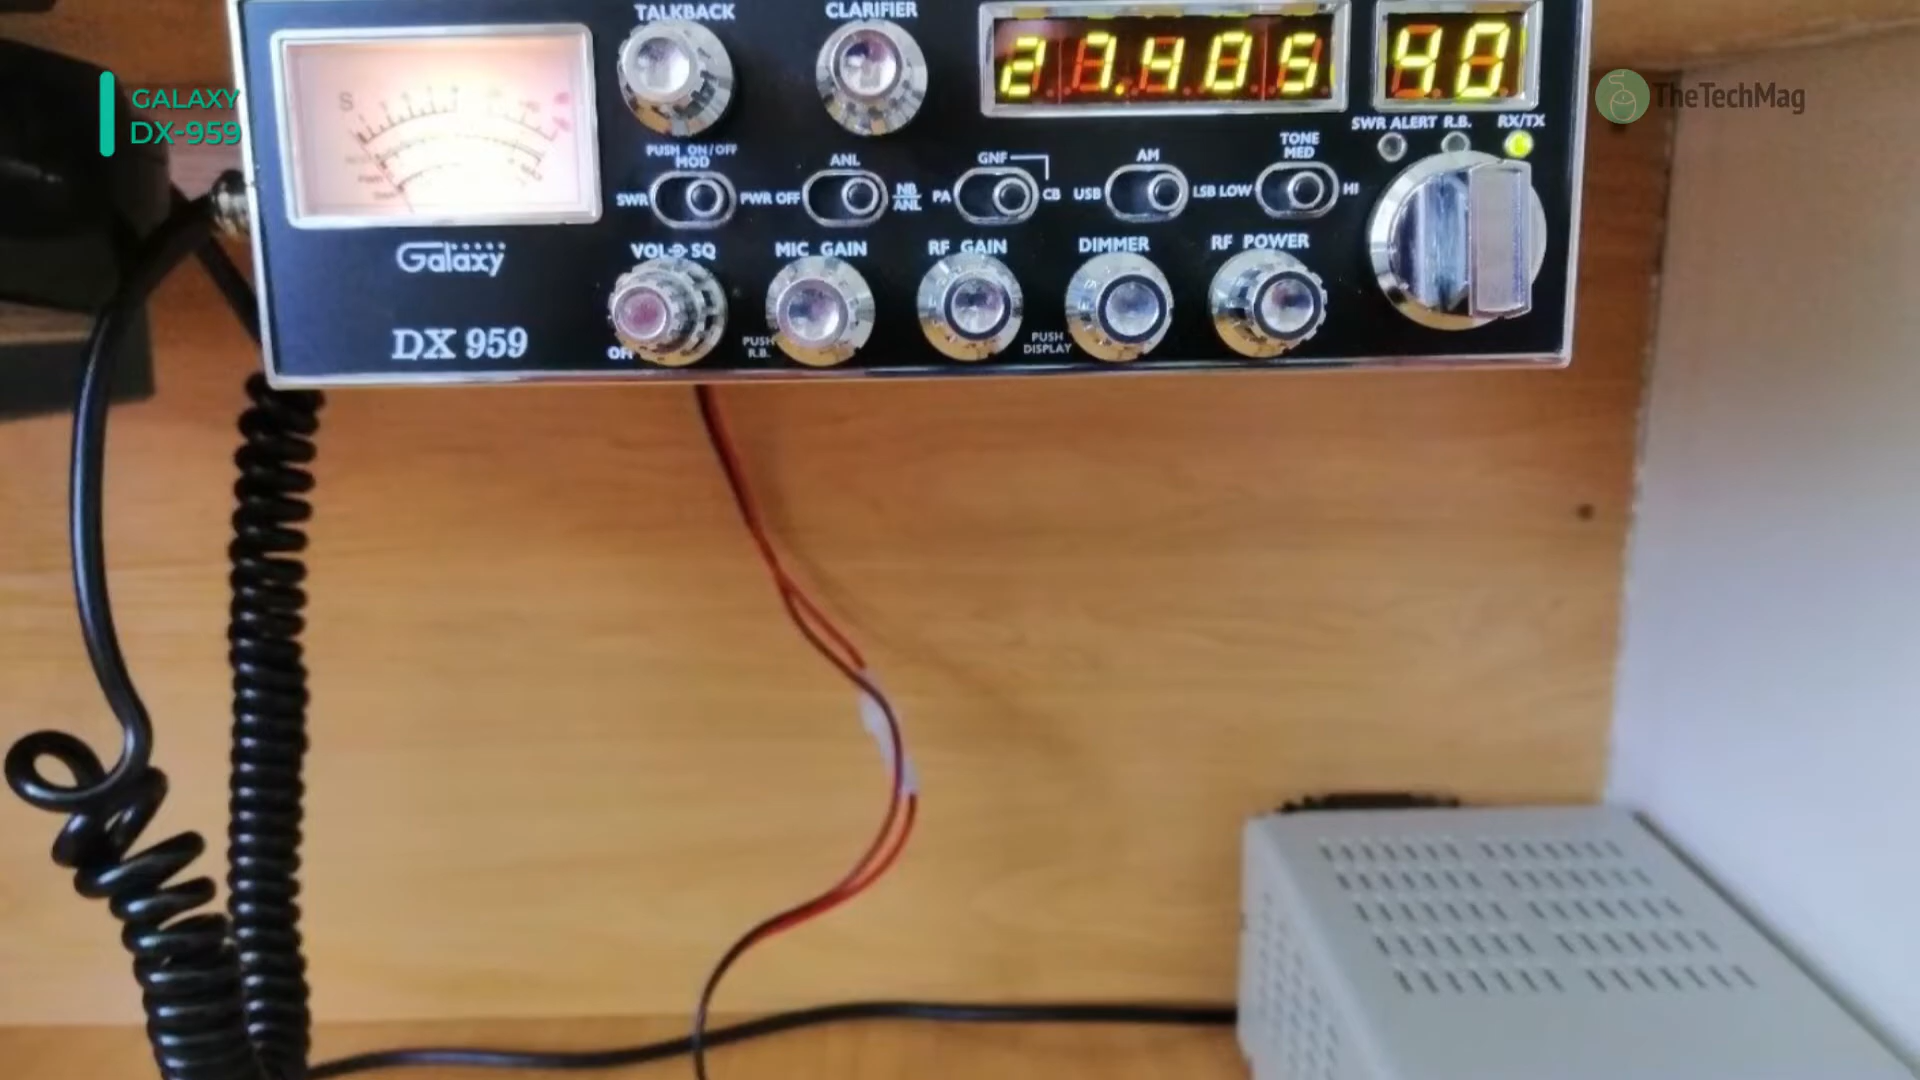 GALAXY
DX-959
TheTechMag
TALKBACK
CLARIFIER
27.405
40
S
SWR ALERT R.B. RX/TX
PUSH ON/OFF
MOD
ANL
GNF
AM
TONE
MED
SWR
PWR OFF
NB
ANL
PA
CB
USB
LSB LOW
HI
Galaxy
VOL SQ
MIC GAIN
RF GAIN
DIMMER
RF POWER
DX 959
PUSH
R.B.
PUSH
DISPLAY